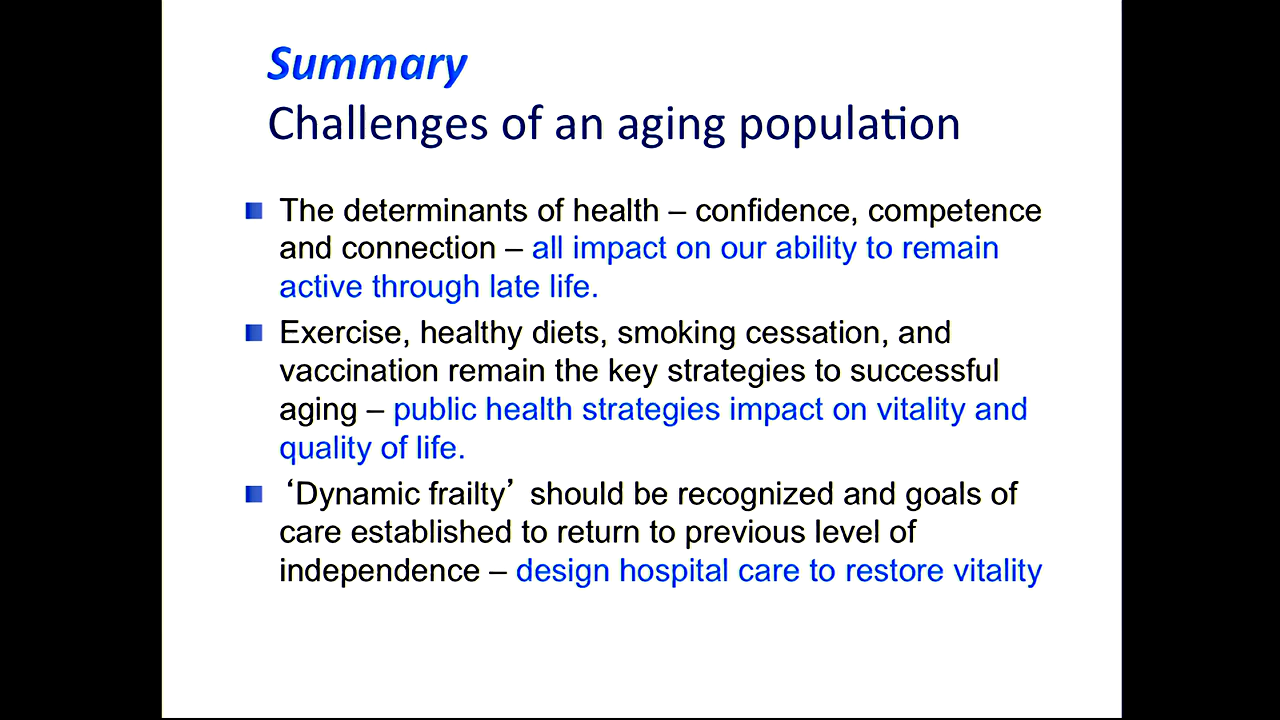 Summary
Challenges of an aging population
The determinants of health – confidence, competence
and connection – all impact on our ability to remain
active through late life.
Exercise, healthy diets, smoking cessation, and
vaccination remain the key strategies to successful
aging – public health strategies impact on vitality and
quality of life.
‘Dynamic frailty’ should be recognized and goals of
care established to return to previous level of
independence – design hospital care to restore vitality